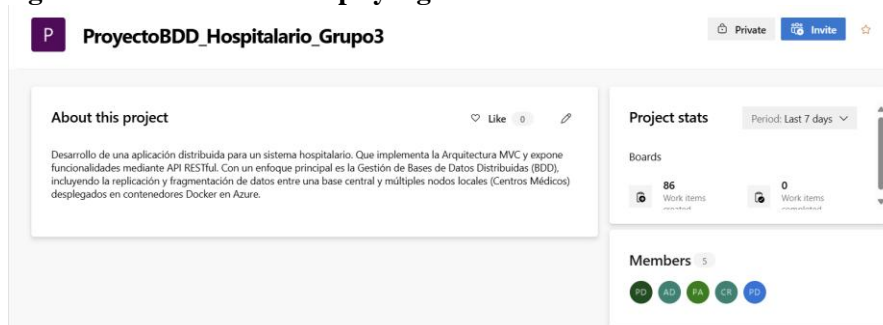 P
ProyectoBDD_Hospitalario_Grupo3
Private
Invite
About this project
Like 0
Desarrollo de una aplicación distribuida para un sistema hospitalario. Que implementa la Arquitectura MVC y expone
funcionalidades mediante API RESTful. Con un enfoque principal es la Gestión de Bases de Datos Distribuidas (BDD),
incluyendo la replicación y fragmentación de datos entre una base central y múltiples nodos locales (Centros Médicos)
desplegados en contenedores Docker en Azure.
Project stats
Period: Last 7 days
Boards
86
Work items
created
0
Work items
completed
Members 5
PD AD PA CR PD